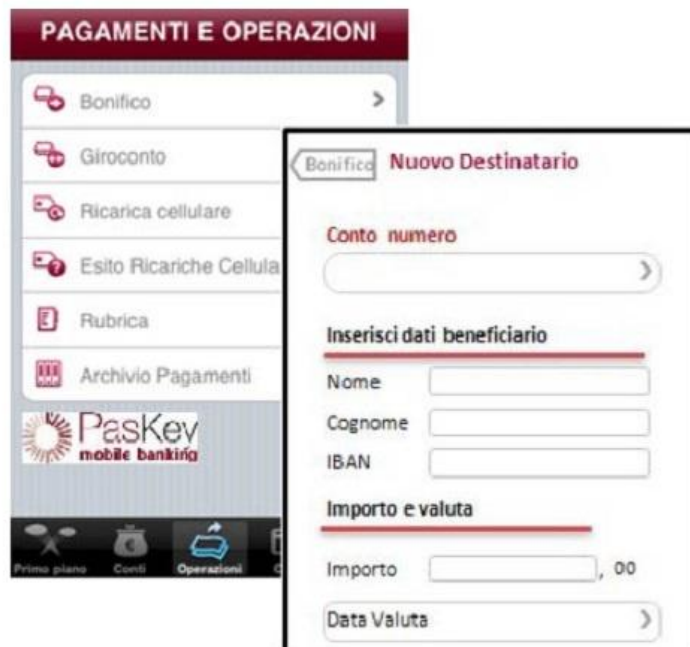 PAGAMENTI E OPERAZIONI
Bonifico
Giroconto
Ricarica cellulare
Esito Ricariche Cellula
Rubrica
Archivio Pagamenti
PasKey
mobile banking
Primo piano
Conti
Operazioni
Bonifico
Nuovo Destinatario
Conto numero
Inserisci dati beneficiario
Nome
Cognome
IBAN
Importo e valuta
Importo , 00
Data Valuta